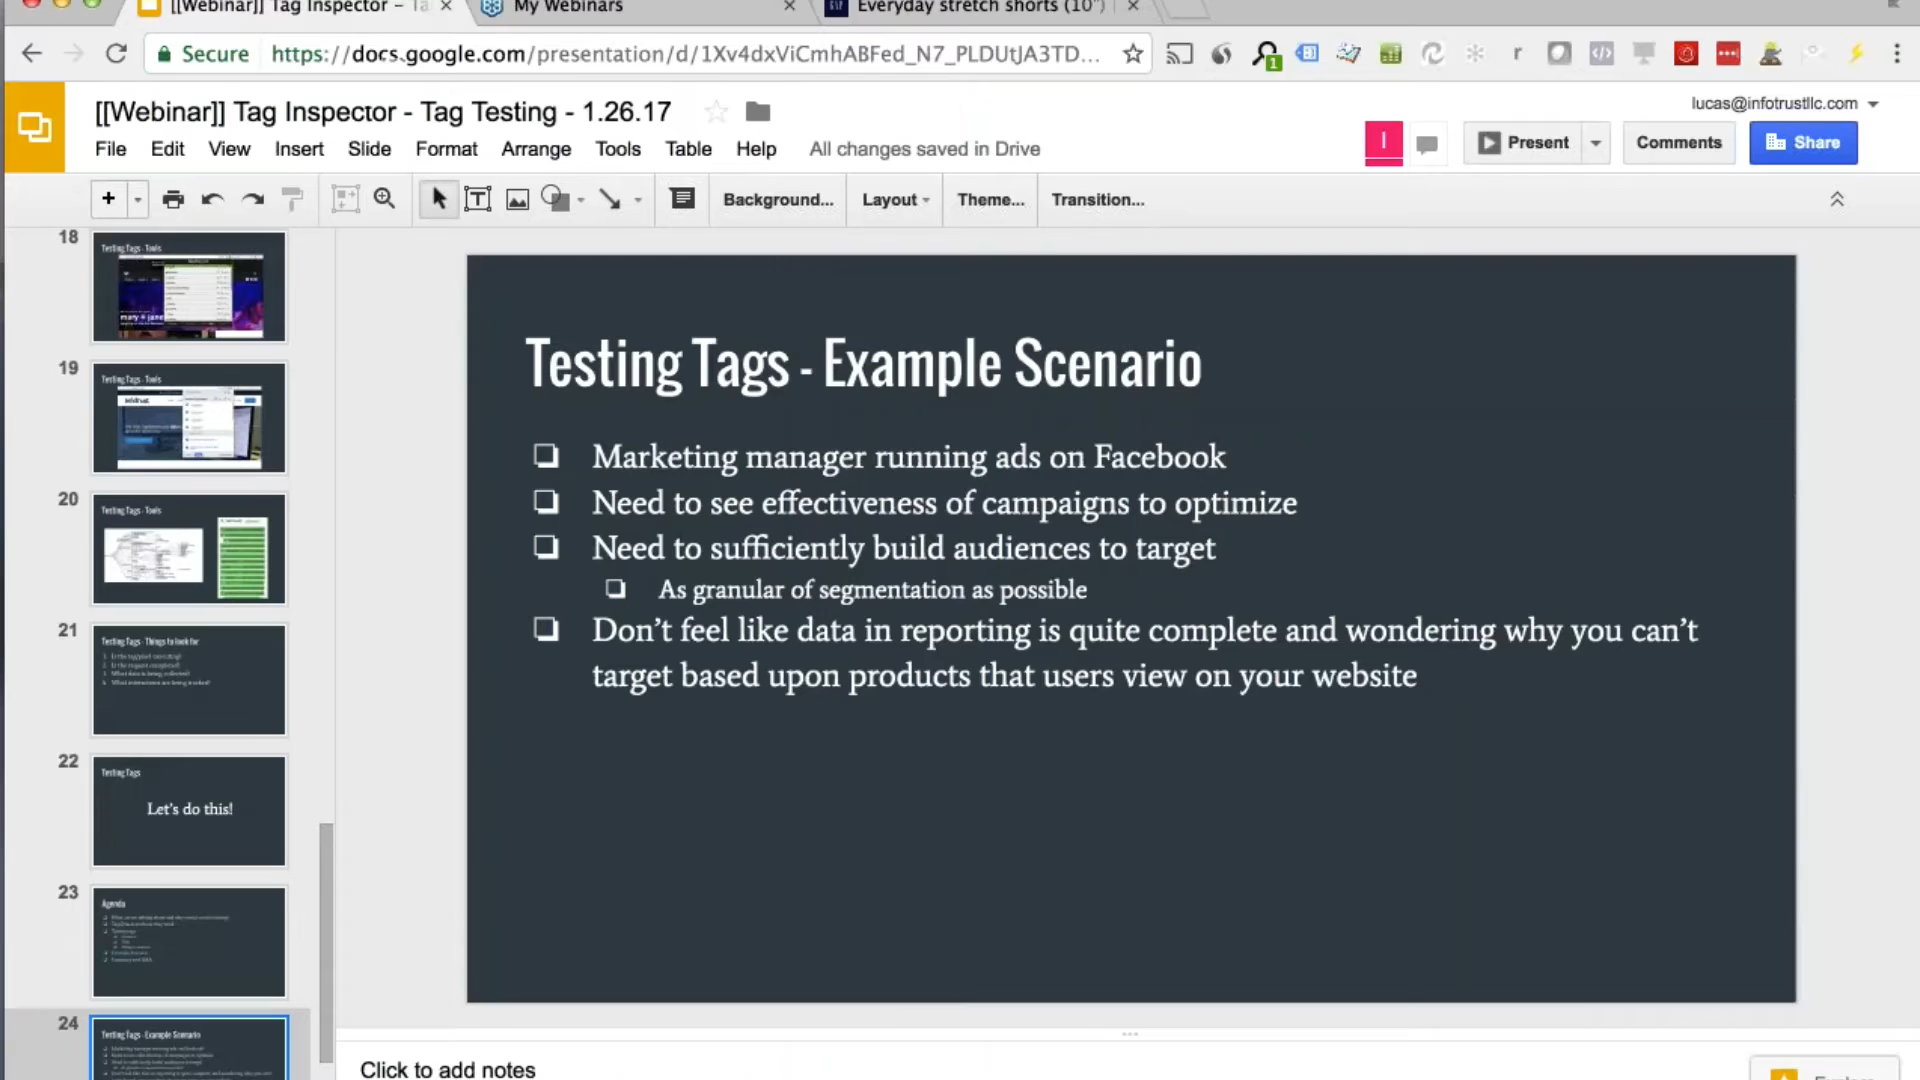 [[Webinar]] Tag Inspector – Ta
My Webinars
Everyday stretch shorts (10")
Secure https://docs.google.com/presentation/d/1Xv4dxViCmhABFed_N7_PLDUtJA3TD...
[[Webinar]] Tag Inspector - Tag Testing - 1.26.17
lucas@infotrustllc.com
File Edit View Insert Slide Format Arrange Tools Table Help All changes saved in Drive
Present
Comments
Share
Background... Layout Theme... Transition...
18
Testing Tags - Tools
mary + jane
19
Testing Tags - Tools
20
Testing Tags - Tools
21
Testing Tags - Things to look for
22
Testing Tags
Let's do this!
23
Agenda
24
Testing Tags - Example Scenario
Testing Tags - Example Scenario
Marketing manager running ads on Facebook
Need to see effectiveness of campaigns to optimize
Need to sufficiently build audiences to target
As granular of segmentation as possible
Don't feel like data in reporting is quite complete and wondering why you can't
target based upon products that users view on your website
Click to add notes